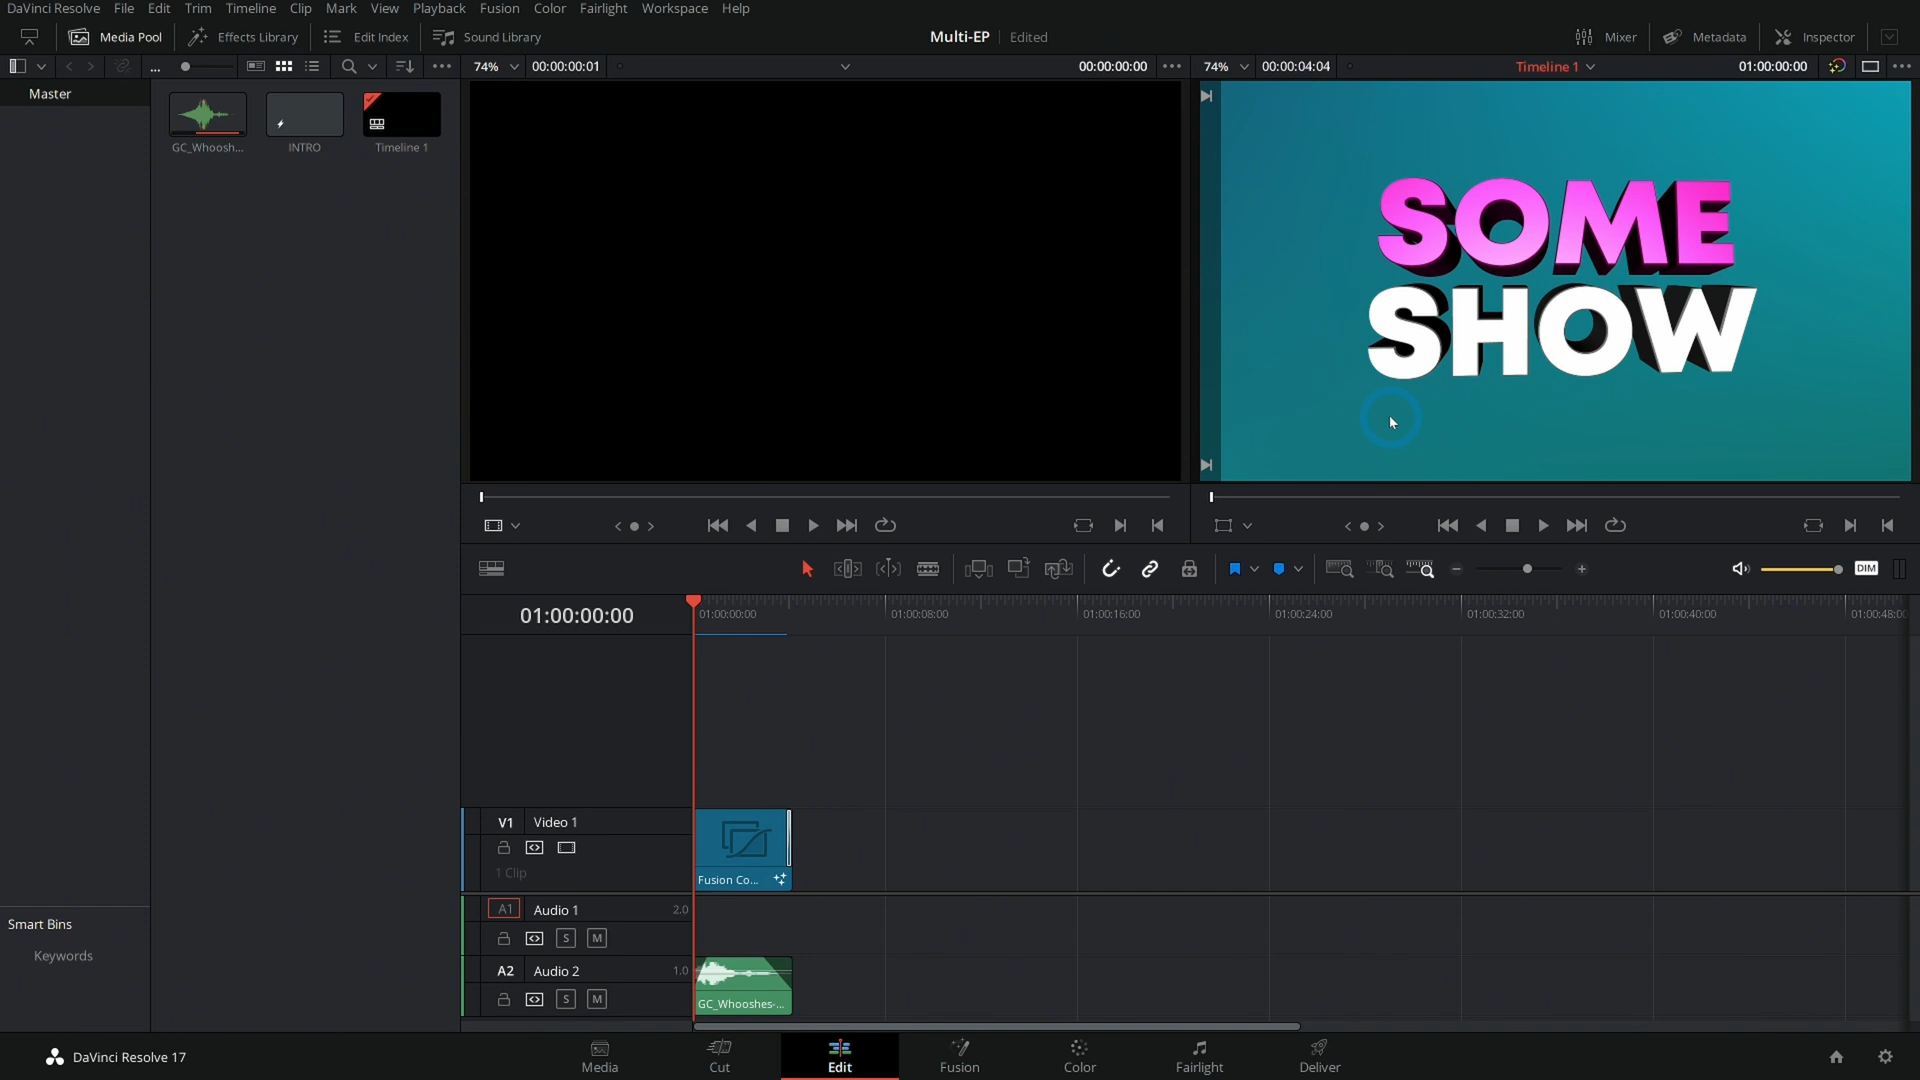 DaVinci Resolve File Edit Trim Timeline Clip Mark View Playback Fusion Color Fairlight Workspace Help
Media Pool Effects Library Edit Index Sound Library Multi-EP Edited Mixer Metadata Inspector
... 74% 00:00:00:01 00:00:00:00 74% 00:00:04:04 Timeline 1 01:00:00:00
Master
GC_Whoosh... INTRO Timeline 1
SOME
SHOW
DIM
01:00:00:00 01:00:00:00 01:00:08:00 01:00:16:00 01:00:24:00 01:00:32:00 01:00:40:00 01:00:48:00
V1 Video 1
1 Clip
Fusion Co...
A1 Audio 1 2.0
S M
A2 Audio 2 1.0
S M
GC_Whooshes-...
Smart Bins
Keywords
DaVinci Resolve 17
Media Cut Edit Fusion Color Fairlight Deliver